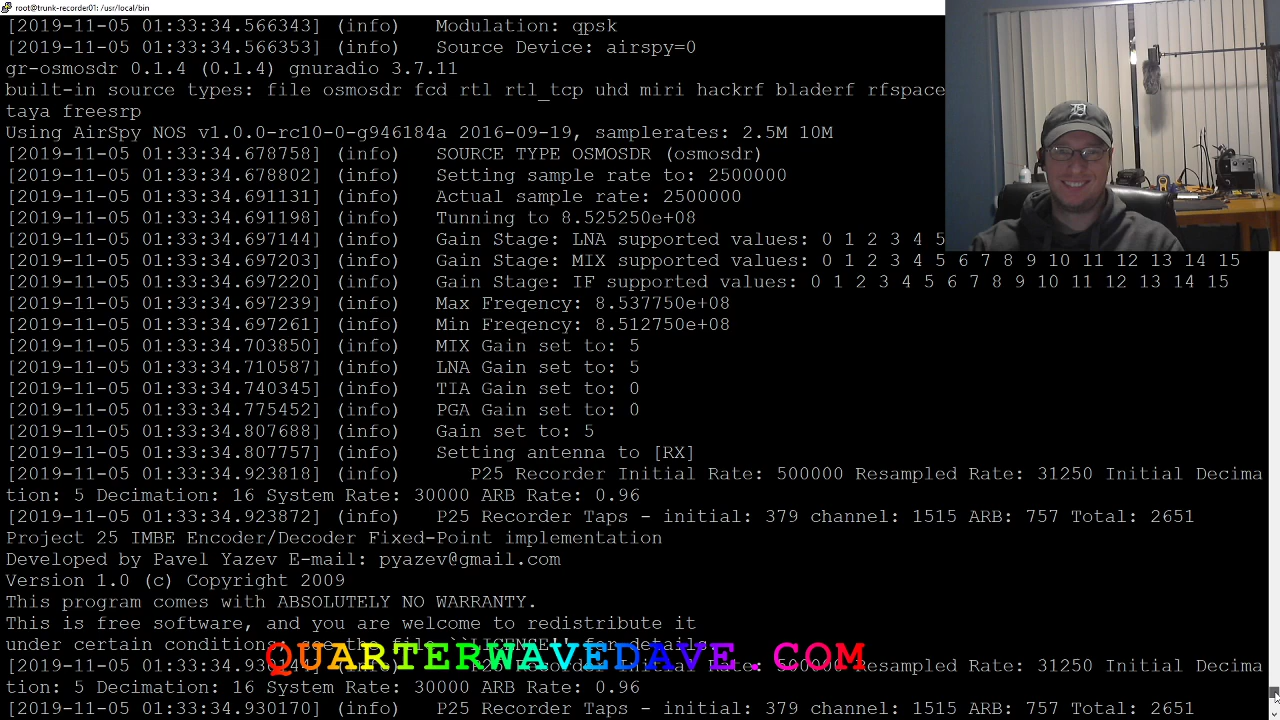 root@trunk-recorder01: /usr/local/bin
[2019-11-05 01:33:34.566343] (info) Modulation: qpsk
[2019-11-05 01:33:34.566353] (info) Source Device: airspy=0
gr-osmosdr 0.1.4 (0.1.4) gnuradio 3.7.11
built-in source types: file osmosdr fcd rtl rtl_tcp uhd miri hackrf bladerf rfspace
taya freesrp
Using AirSpy NOS v1.0.0-rc10-0-g946184a 2016-09-19, samplerates: 2.5M 10M
[2019-11-05 01:33:34.678758] (info) SOURCE TYPE OSMOSDR (osmosdr)
[2019-11-05 01:33:34.678802] (info) Setting sample rate to: 2500000
[2019-11-05 01:33:34.691131] (info) Actual sample rate: 2500000
[2019-11-05 01:33:34.691198] (info) Tunning to 8.525250e+08
[2019-11-05 01:33:34.697144] (info) Gain Stage: LNA supported values: 0 1 2 3 4 5
[2019-11-05 01:33:34.697203] (info) Gain Stage: MIX supported values: 0 1 2 3 4 5 6 7 8 9 10 11 12 13 14 15
[2019-11-05 01:33:34.697220] (info) Gain Stage: IF supported values: 0 1 2 3 4 5 6 7 8 9 10 11 12 13 14 15
[2019-11-05 01:33:34.697239] (info) Max Freqency: 8.537750e+08
[2019-11-05 01:33:34.697261] (info) Min Freqency: 8.512750e+08
[2019-11-05 01:33:34.703850] (info) MIX Gain set to: 5
[2019-11-05 01:33:34.710587] (info) LNA Gain set to: 5
[2019-11-05 01:33:34.740345] (info) TIA Gain set to: 0
[2019-11-05 01:33:34.775452] (info) PGA Gain set to: 0
[2019-11-05 01:33:34.807688] (info) Gain set to: 5
[2019-11-05 01:33:34.807757] (info) Setting antenna to [RX]
[2019-11-05 01:33:34.923818] (info) P25 Recorder Initial Rate: 500000 Resampled Rate: 31250 Initial Decima
tion: 5 Decimation: 16 System Rate: 30000 ARB Rate: 0.96
[2019-11-05 01:33:34.923872] (info) P25 Recorder Taps - initial: 379 channel: 1515 ARB: 757 Total: 2651
Project 25 IMBE Encoder/Decoder Fixed-Point implementation
Developed by Pavel Yazev E-mail: pyazev@gmail.com
Version 1.0 (c) Copyright 2009
This program comes with ABSOLUTELY NO WARRANTY.
This is free software, and you are welcome to redistribute it
under certain conditions; see the file ``LICENSE'' for details.
QUARTERWAVEDAVE.COM
[2019-11-05 01:33:34.93 Resampled Rate: 31250 Initial Decima
tion: 5 Decimation: 16 System Rate: 30000 ARB Rate: 0.96
[2019-11-05 01:33:34.930170] (info) P25 Recorder Taps - initial: 379 channel: 1515 ARB: 757 Total: 2651